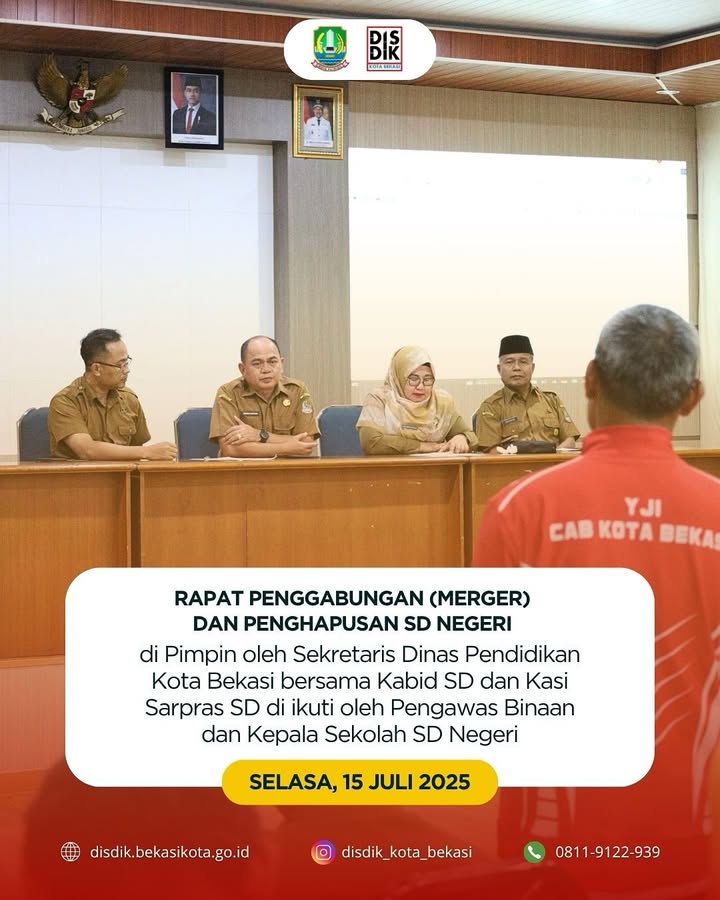 DIS
DIK
KOTA BEKASI
YJI
CAB KOTA BEKAS
RAPAT PENGGABUNGAN (MERGER)
DAN PENGHAPUSAN SD NEGERI
di Pimpin oleh Sekretaris Dinas Pendidikan
Kota Bekasi bersama Kabid SD dan Kasi
Sarpras SD di ikuti oleh Pengawas Binaan
dan Kepala Sekolah SD Negeri
SELASA, 15 JULI 2025
disdik.bekasikota.go.id
disdik_kota_bekasi
0811-9122-939